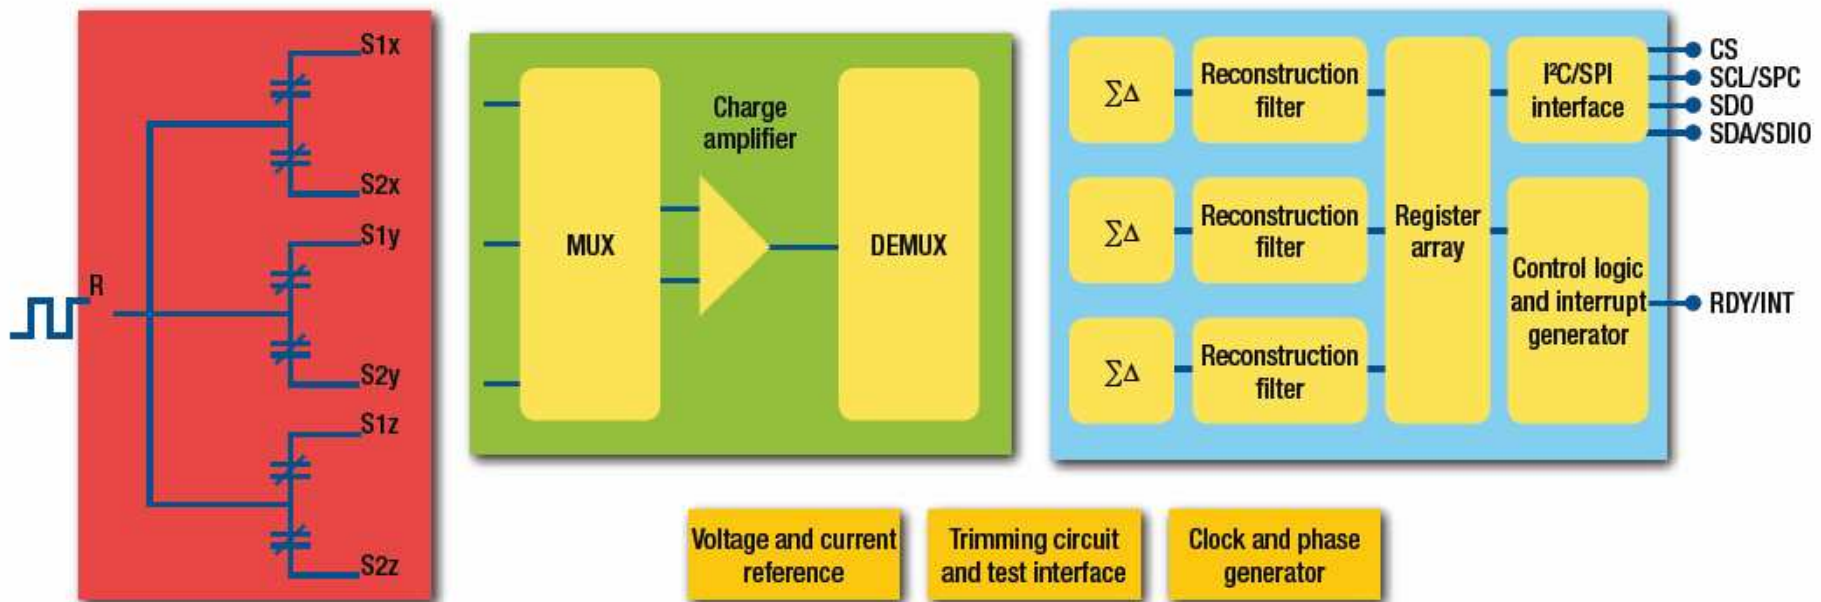 S1x
S2x
S1y
R
S2y
S1z
S2z
Charge
amplifier
MUX
DEMUX
ΣΔ
Reconstruction
filter
I²C/SPI
interface
CS
SCL/SPC
SDO
SDA/SDIO
ΣΔ
Reconstruction
filter
Register
array
Control logic
and interrupt
generator
RDY/INT
ΣΔ
Reconstruction
filter
Voltage and current
reference
Trimming circuit
and test interface
Clock and phase
generator